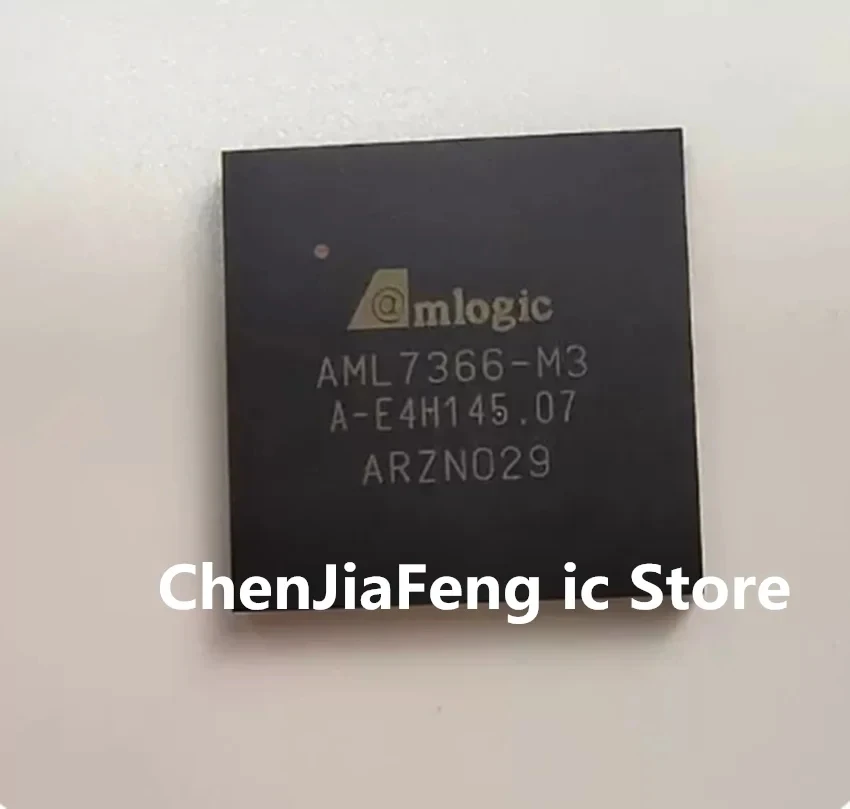 @mlogic
AML7366-M3
A-E4H145.07
ARZN029
ChenJiaFeng ic Store